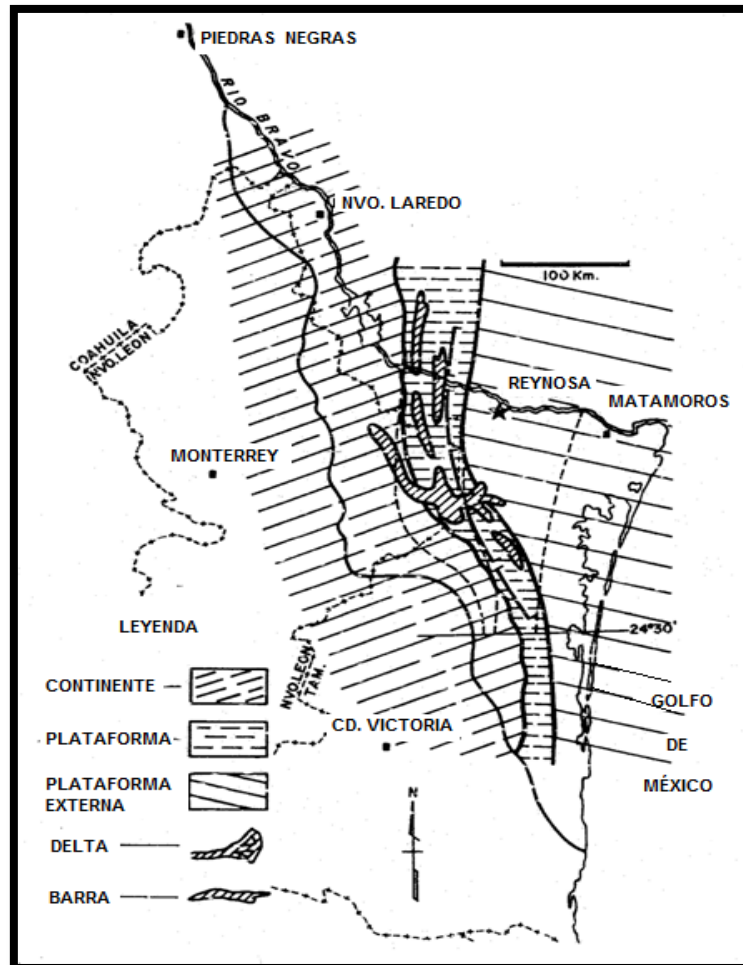 PIEDRAS NEGRAS
RIO BRAVO
NVO. LAREDO
100 Km.
COAHUILA
NVO.LEON
REYNOSA
MATAMOROS
MONTERREY
LEYENDA
24°30'
NVO.LEON
TAM.
CONTINENTE
GOLFO
DE
MÉXICO
CD. VICTORIA
PLATAFORMA
PLATAFORMA
EXTERNA
N
DELTA
BARRA